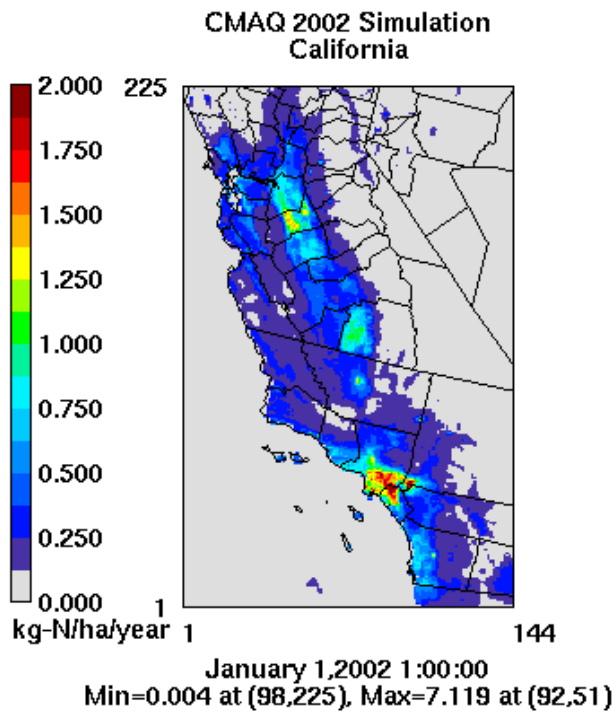 CMAQ 2002 Simulation
California
2.000
1.750
1.500
1.250
1.000
0.750
0.500
0.250
0.000
kg-N/ha/year
225
1
1
144
January 1,2002 1:00:00
Min=0.004 at (98,225), Max=7.119 at (92,51)